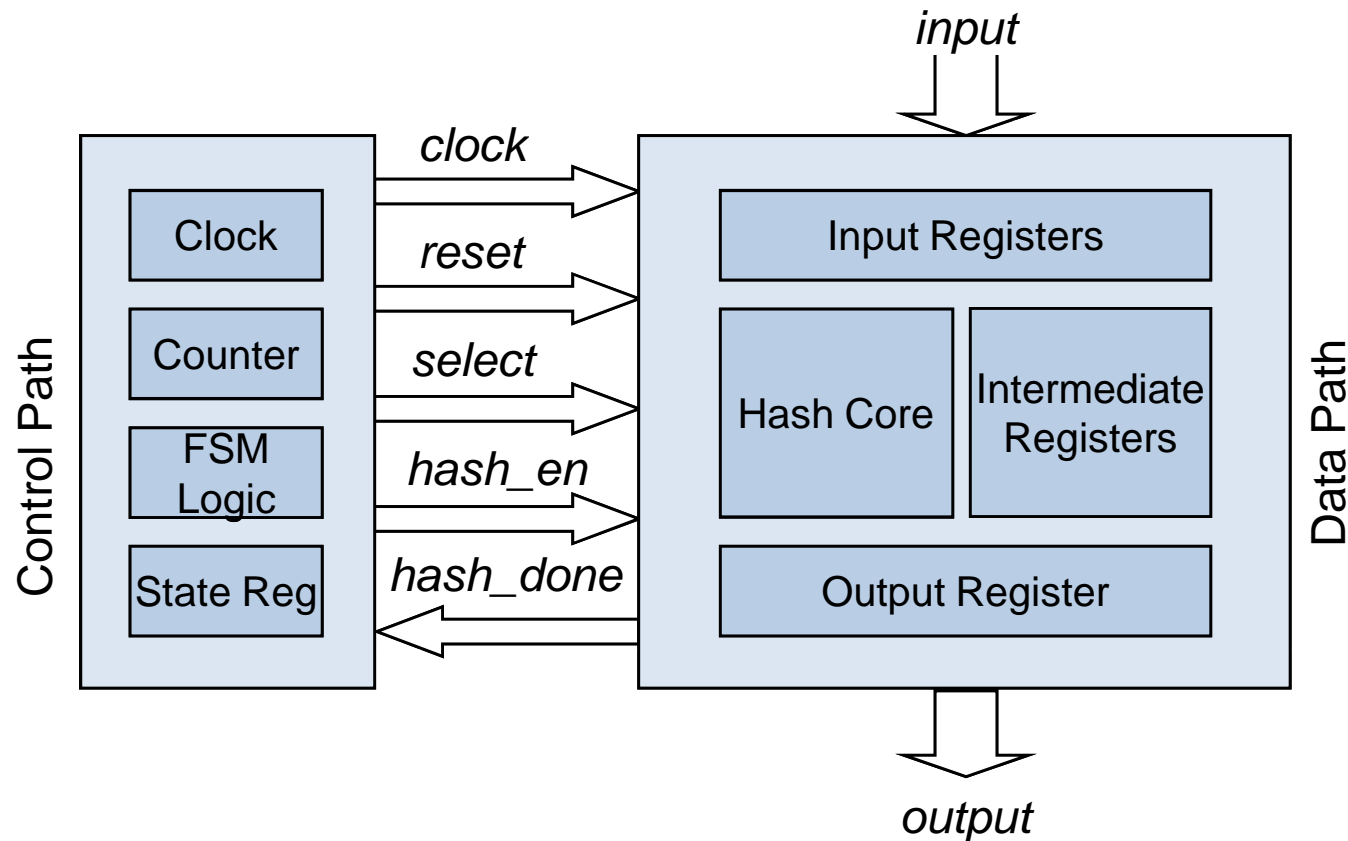 input
Control Path
Clock
Counter
FSM
Logic
State Reg
clock
reset
select
hash_en
hash_done
Input Registers
Hash Core
Intermediate
Registers
Output Register
Data Path
output